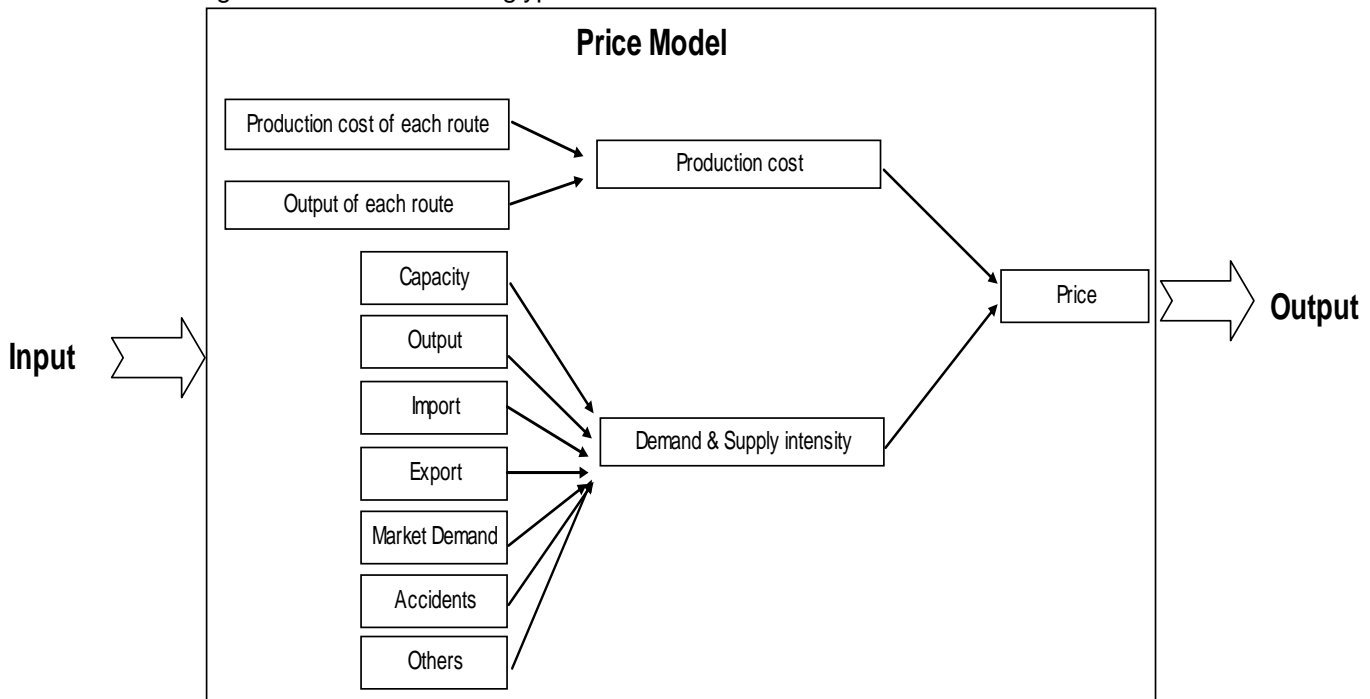 Price Model
Production cost of each route
Production cost
Output of each route
Capacity
Price
Output
Output
Input
Import
Demand & Supply intensity
Export
Market Demand
Accidents
Others